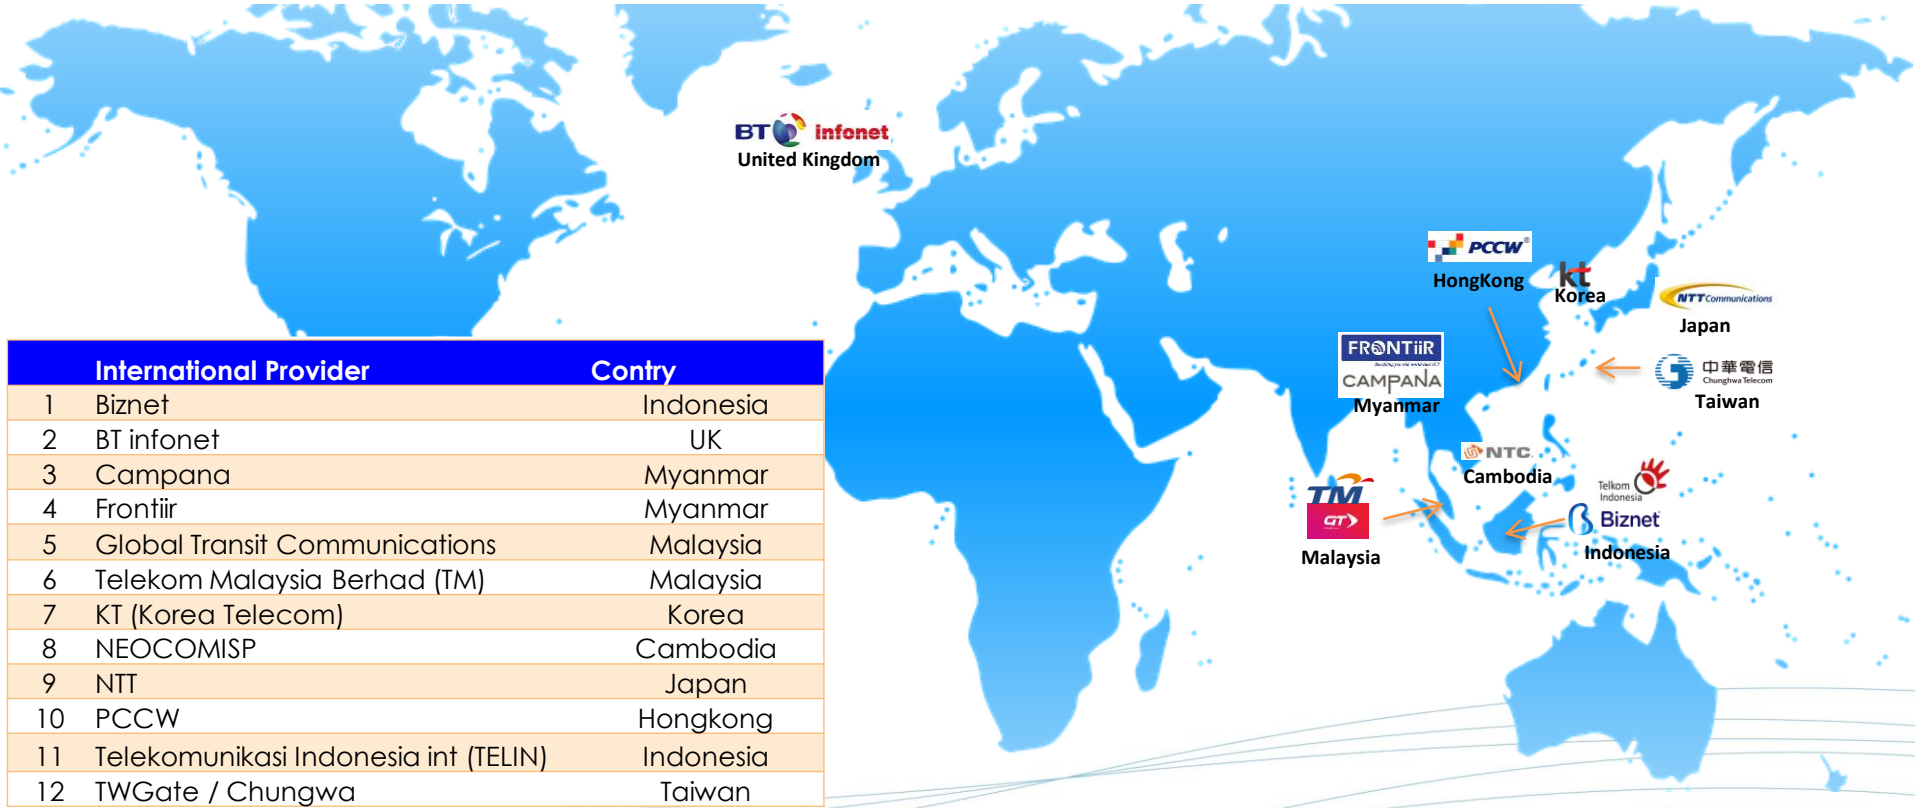 BT infonet
United Kingdom
PCCW®
HongKong
kt
Korea
NTT Communications
Japan
FRONTiiR
CAMPANA
Myanmar
中華電信
Chunghwa Telecom
Taiwan
NTC
Cambodia
TM
GT
Malaysia
Telkom
Indonesia
Biznet
Indonesia
International Provider Contry
1 Biznet Indonesia
2 BT infonet UK
3 Campana Myanmar
4 Frontiir Myanmar
5 Global Transit Communications Malaysia
6 Telekom Malaysia Berhad (TM) Malaysia
7 KT (Korea Telecom) Korea
8 NEOCOMISP Cambodia
9 NTT Japan
10 PCCW Hongkong
11 Telekomunikasi Indonesia int (TELIN) Indonesia
12 TWGate / Chungwa Taiwan